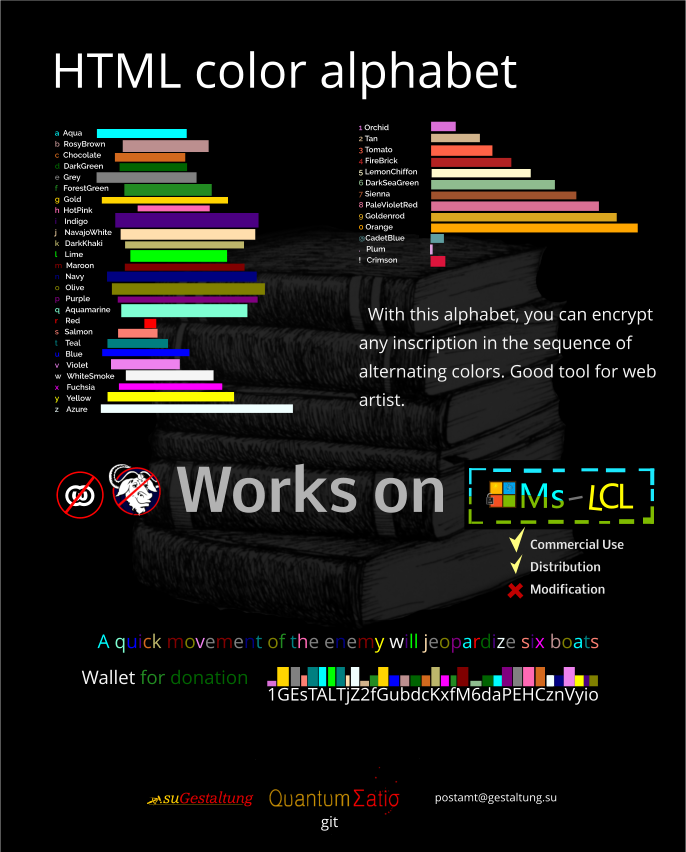 HTML color alphabet
a Aqua
b RosyBrown
c Chocolate
d DarkGreen
e Grey
f ForestGreen
g Gold
h HotPink
i Indigo
j NavajoWhite
k DarkKhaki
l Lime
m Maroon
n Navy
o Olive
p Purple
q Aquamarine
r Red
s Salmon
t Teal
u Blue
v Violet
w WhiteSmoke
x Fuchsia
y Yellow
z Azure
1 Orchid
2 Tan
3 Tomato
4 FireBrick
5 LemonChiffon
6 DarkSeaGreen
7 Sienna
8 PaleVioletRed
9 Goldenrod
0 Orange
@CadetBlue
. Plum
! Crimson
With this alphabet, you can encrypt
any inscription in the sequence of
alternating colors. Good tool for web
artist.
Works on
Ms-LCL
Commercial Use
Distribution
Modification
A quick movement of the enemy will jeopardize six boats
Wallet for donation
1GEsTALTjZ2fGubdcKxfM6daPEHCznVyio
suGestaltung
QuantumΣatiσ
postamt@gestaltung.su
git